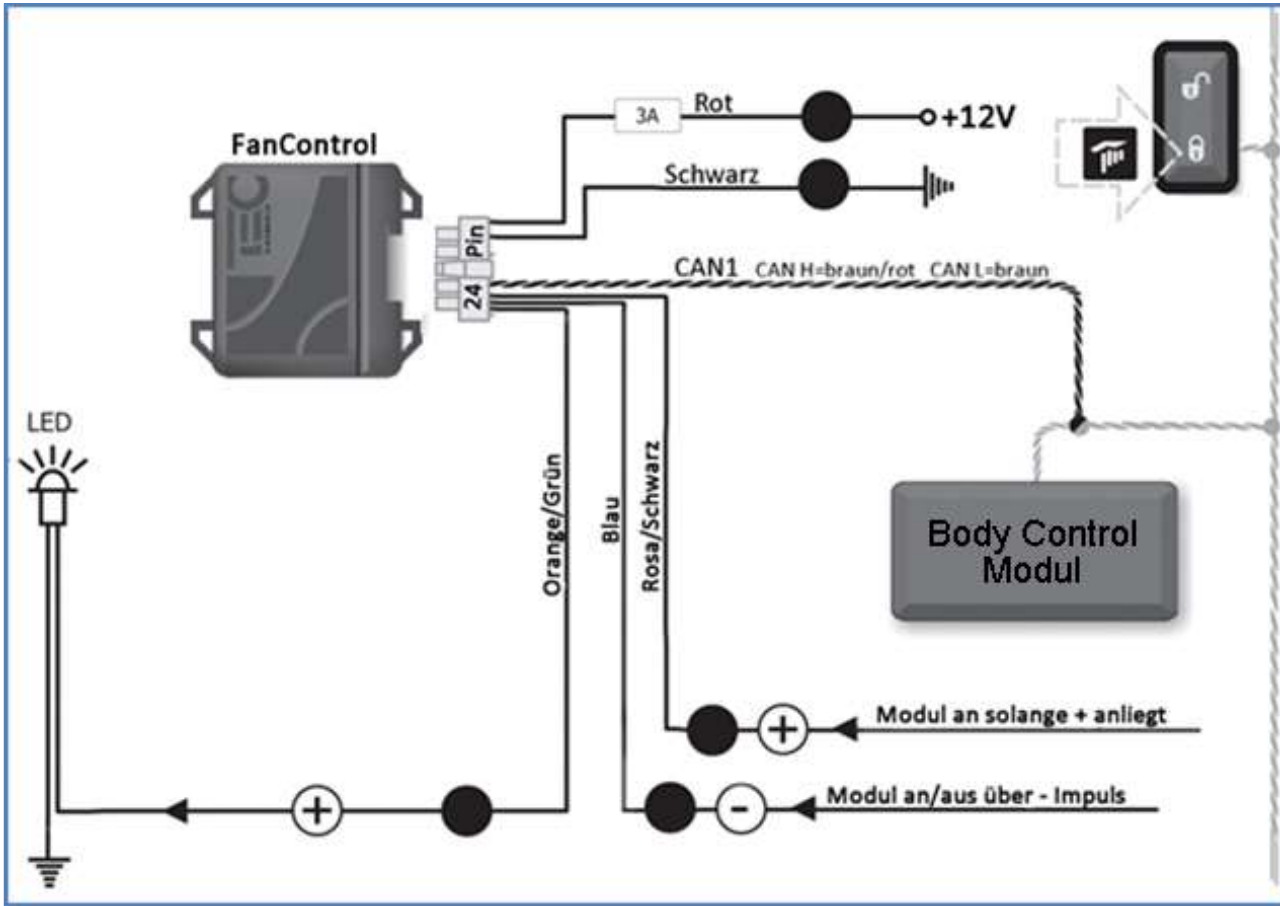 FanControl
3A
Rot
+12V
Schwarz
Pin
24
CAN1 CAN H=braun/rot CAN L=braun
LED
Orange/Grün
Blau
Rosa/Schwarz
Body Control
Modul
+
Modul an solange + anliegt
-
Modul an/aus über - Impuls
+